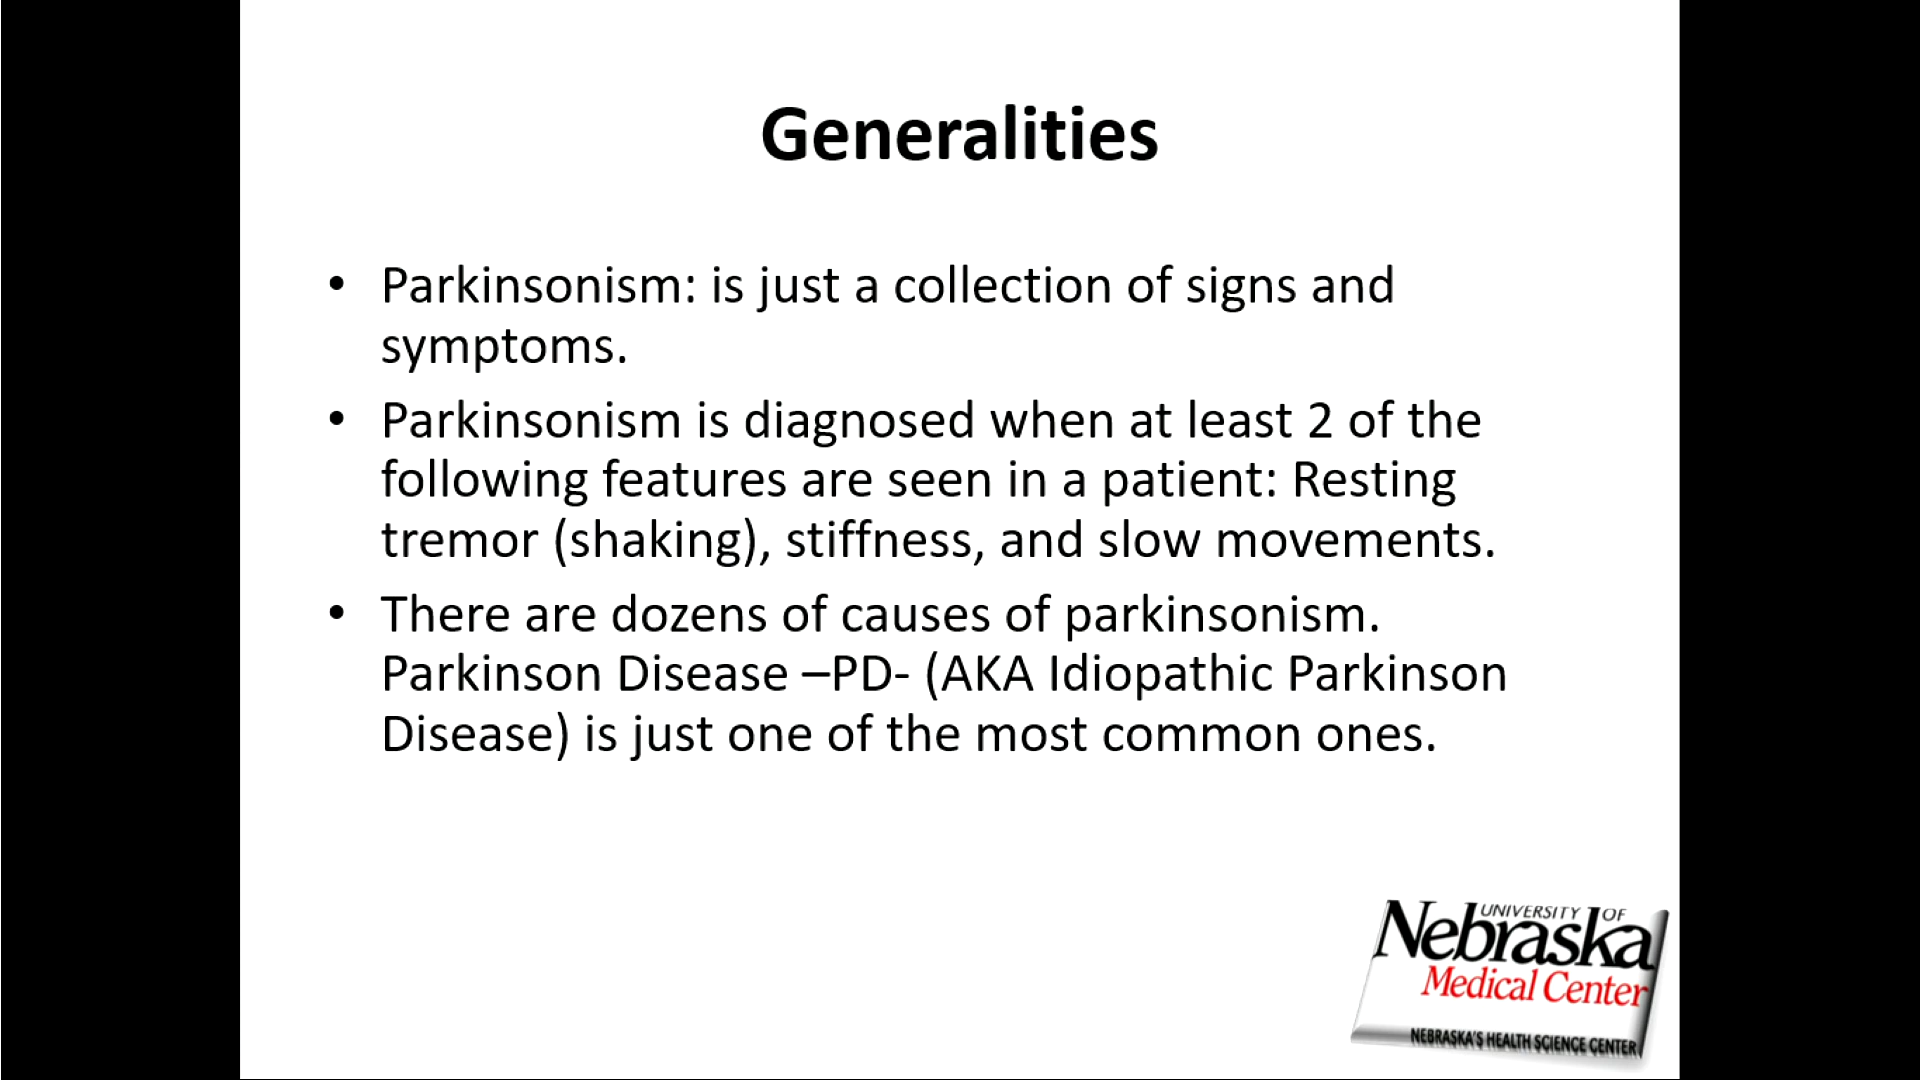 Generalities
• Parkinsonism: is just a collection of signs and
symptoms.
• Parkinsonism is diagnosed when at least 2 of the
following features are seen in a patient: Resting
tremor (shaking), stiffness, and slow movements.
• There are dozens of causes of parkinsonism.
Parkinson Disease –PD- (AKA Idiopathic Parkinson
Disease) is just one of the most common ones.
UNIVERSITY OF
Nebraska
Medical Center
NEBRASKA'S HEALTH SCIENCE CENTER